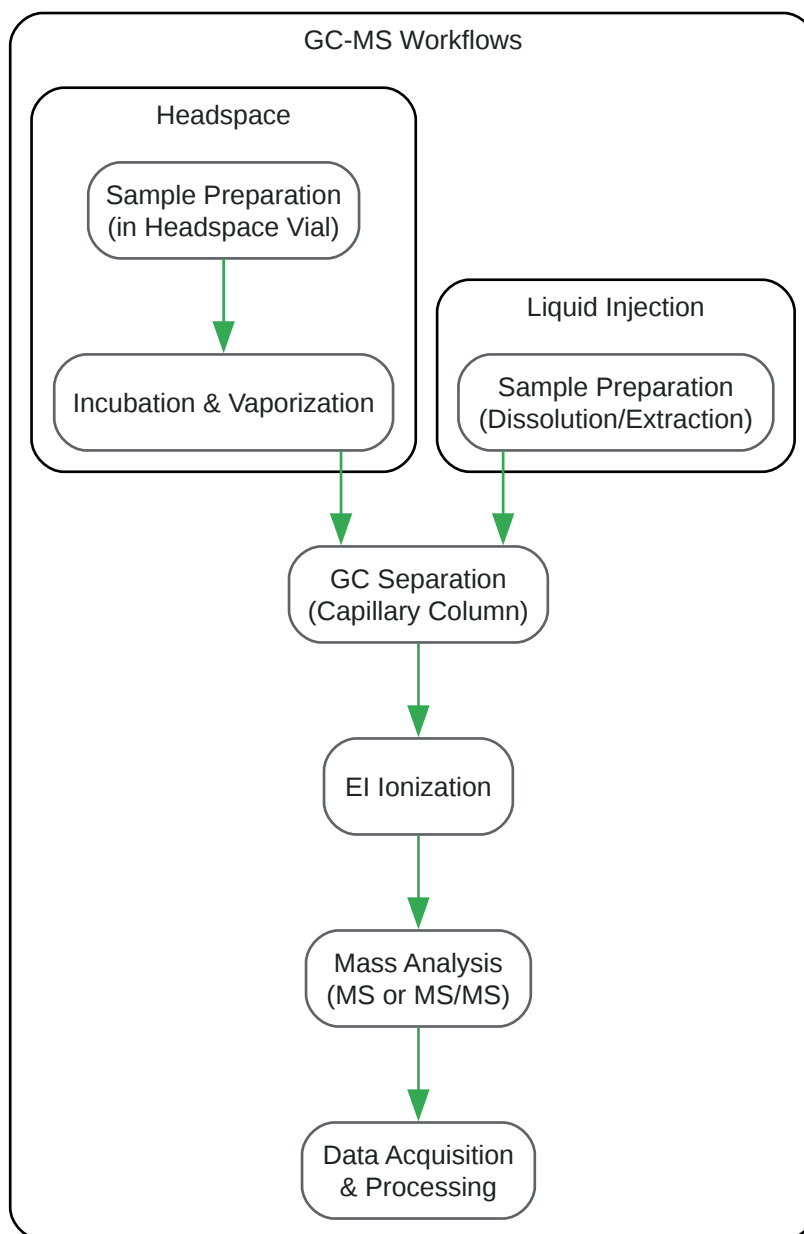 GC-MS Workflows
Headspace
Sample Preparation
(in Headspace Vial)
Incubation & Vaporization
Liquid Injection
Sample Preparation
(Dissolution/Extraction)
GC Separation
(Capillary Column)
EI Ionization
Mass Analysis
(MS or MS/MS)
Data Acquisition
& Processing